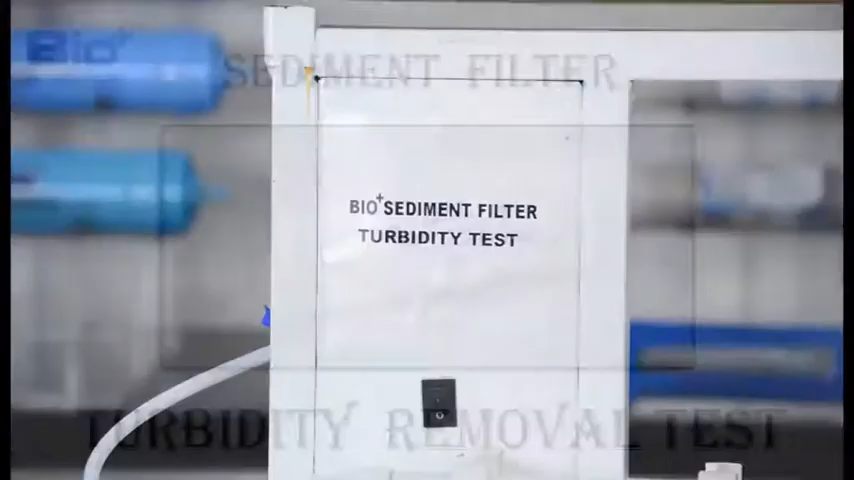 Bio+
SEDIMENT FILTER
BIO+SEDIMENT FILTER
TURBIDITY TEST
TURBIDITY REMOVAL TEST